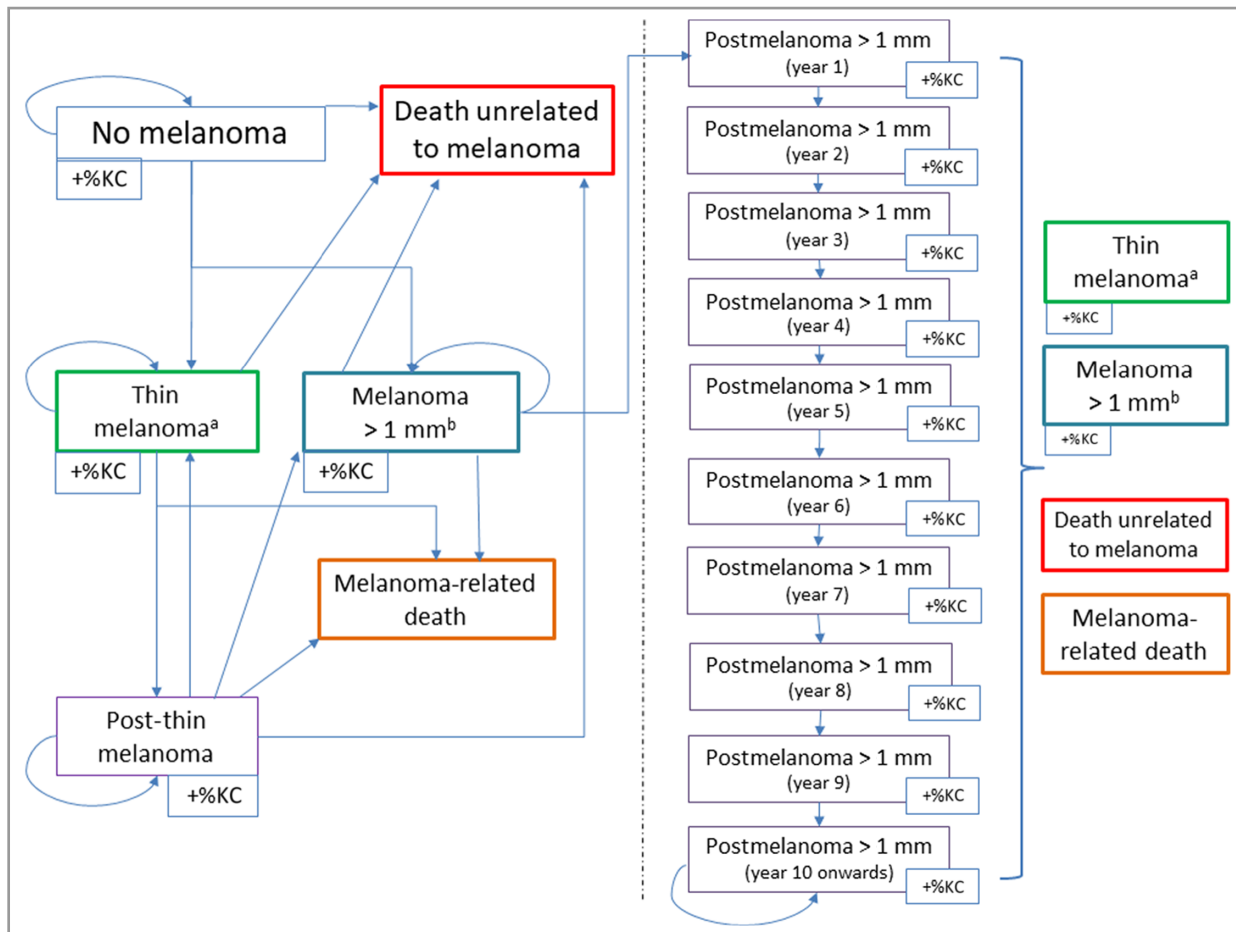 No melanoma
+%KC
Death unrelated
to melanoma
Thin
melanomaᵃ
+%KC
Melanoma
> 1 mmᵇ
+%KC
Melanoma-related
death
Post-thin
melanoma
+%KC
Postmelanoma > 1 mm
(year 1)
+%KC
Postmelanoma > 1 mm
(year 2)
+%KC
Postmelanoma > 1 mm
(year 3)
+%KC
Postmelanoma > 1 mm
(year 4)
+%KC
Postmelanoma > 1 mm
(year 5)
+%KC
Postmelanoma > 1 mm
(year 6)
+%KC
Postmelanoma > 1 mm
(year 7)
+%KC
Postmelanoma > 1 mm
(year 8)
+%KC
Postmelanoma > 1 mm
(year 9)
+%KC
Postmelanoma > 1 mm
(year 10 onwards)
+%KC
Thin
melanomaᵃ
+%KC
Melanoma
> 1 mmᵇ
+%KC
Death unrelated
to melanoma
Melanoma-
related death